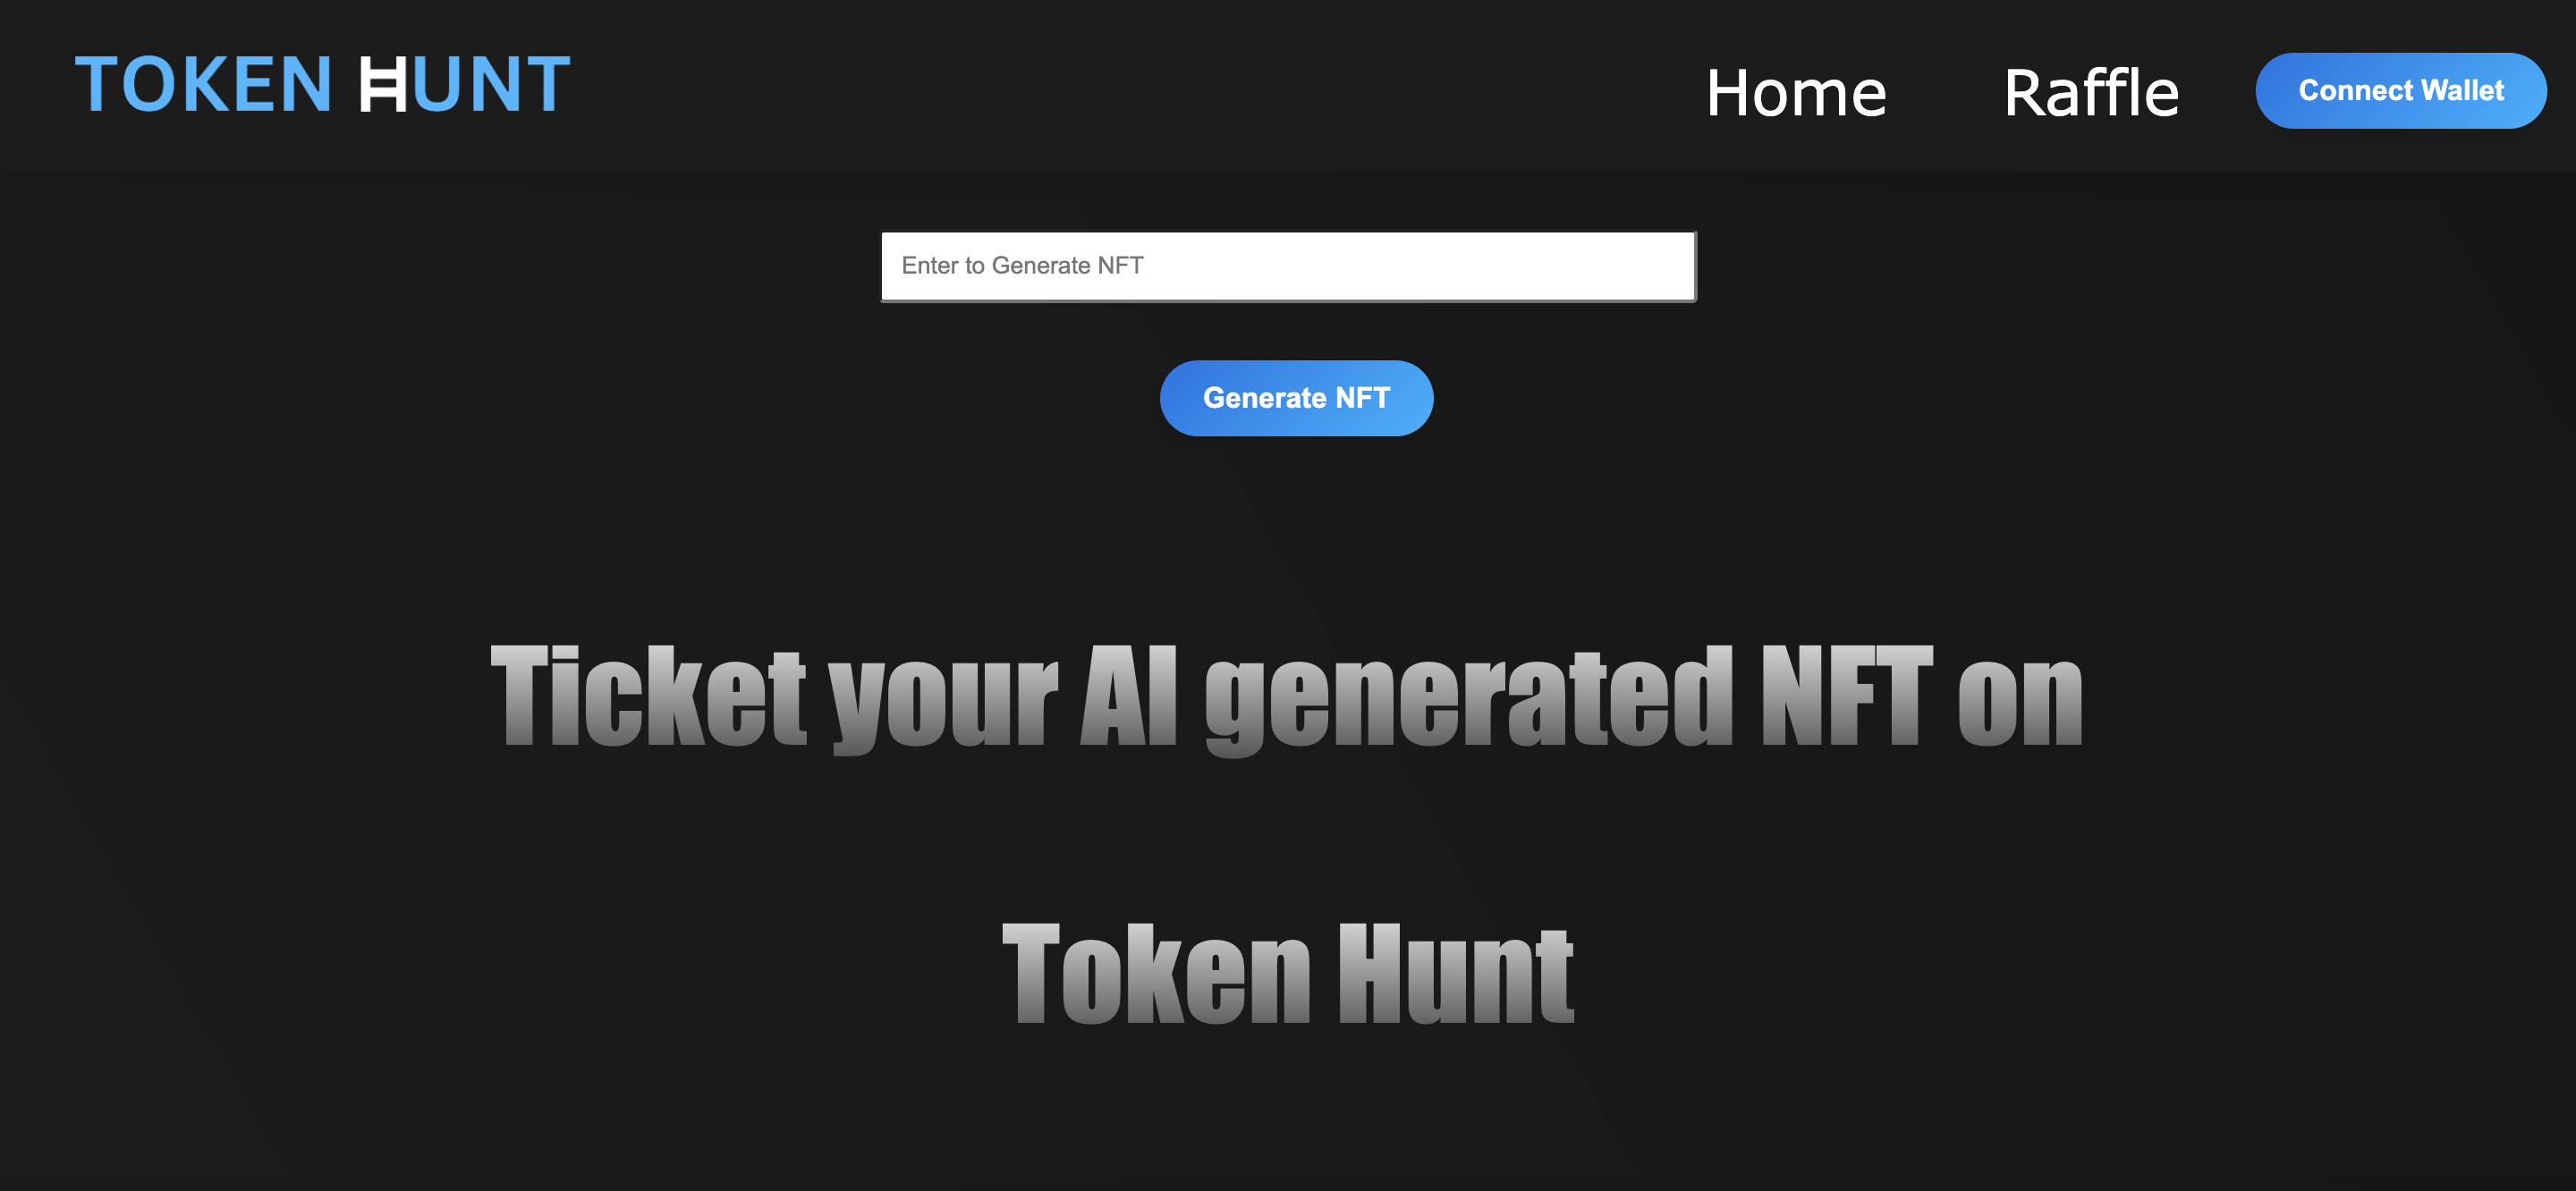 TOKEN HUNT
Home
Raffle
Connect Wallet
Enter to Generate NFT
Generate NFT
Ticket your AI generated NFT on
Token Hunt